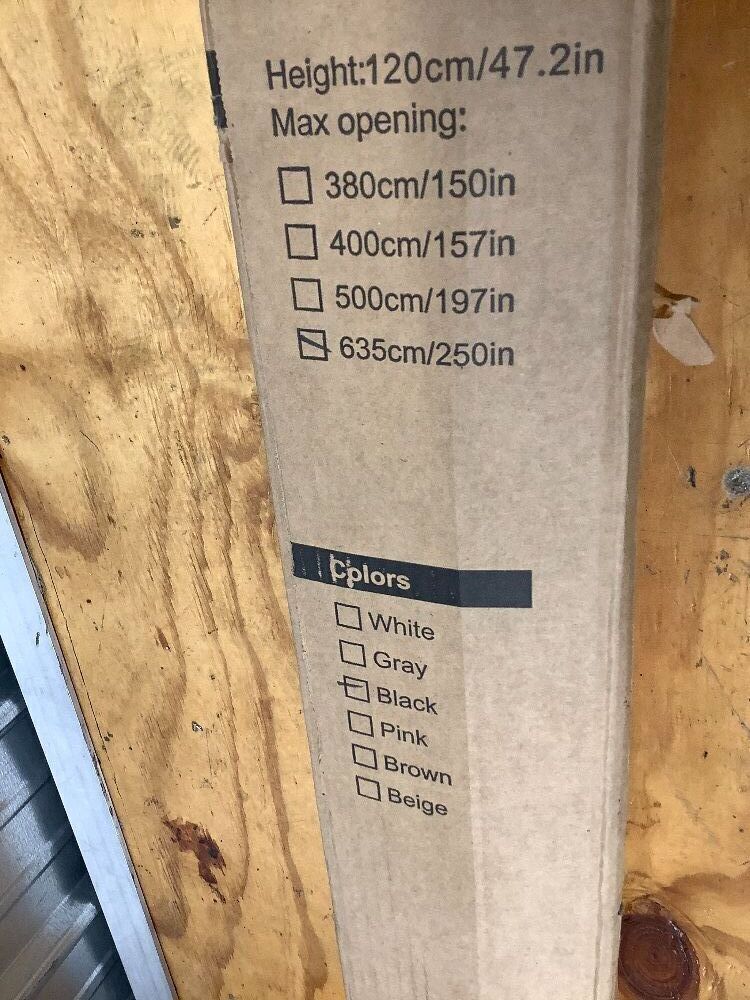 Height:120cm/47.2in
Max opening:
380cm/150in
400cm/157in
500cm/197in
635cm/250in
Colors
White
Gray
Black
Pink
Brown
Beige